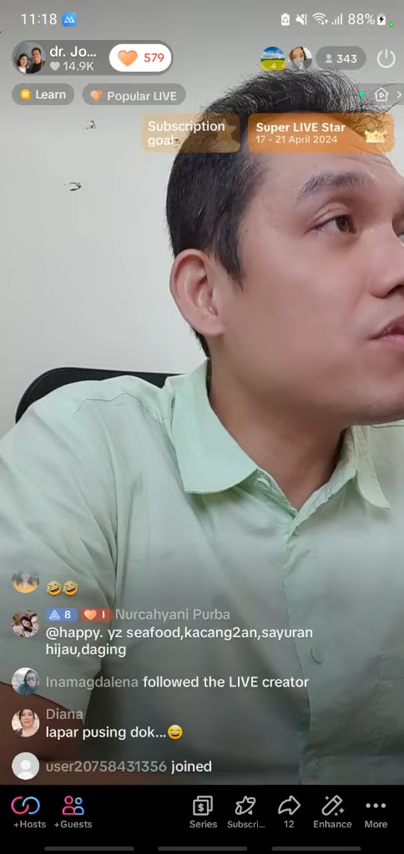 11:18
88%
dr. Jo...
14.9K
579
343
Learn
Popular LIVE
Subscription
goal
Super LIVE Star
17 - 21 April 2024
🤣🤣
8
1
Nurcahyani Purba
@happy. yz seafood,kacang2an,sayuran
hijau,daging
Inamagdalena followed the LIVE creator
Diana
lapar pusing dok...😅
user20758431356 joined
+Hosts
+Guests
Series
Subscri...
12
Enhance
More